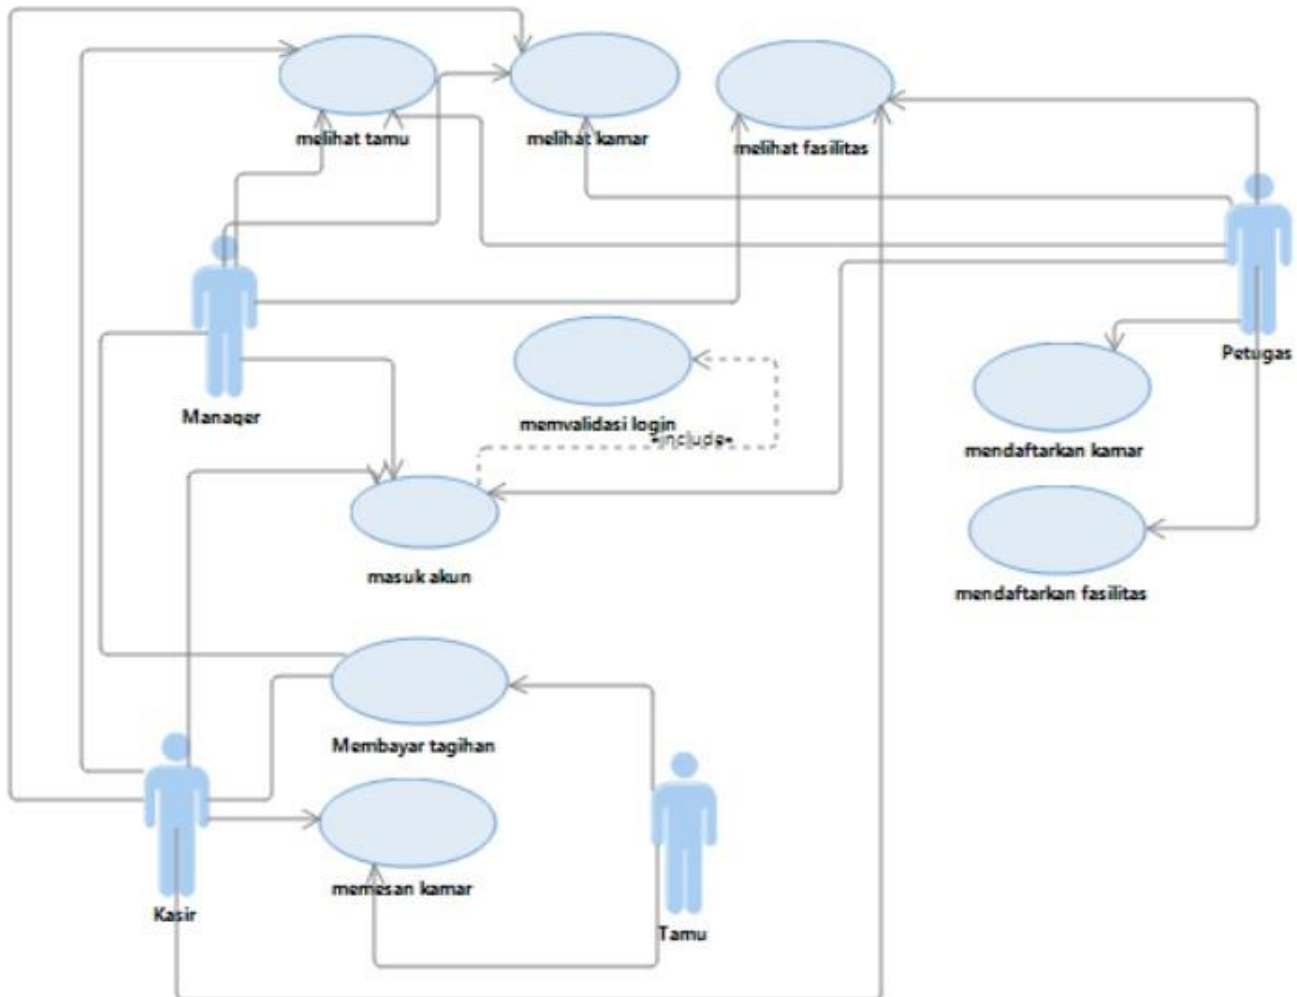 melihat tamu
melihat kamar
melihat fasilitas
Petugas
Manager
memvalidasi login
«include»
mendaftarkan kamar
masuk akun
mendaftarkan fasilitas
Membayar tagihan
memesan kamar
Kasir
Tamu